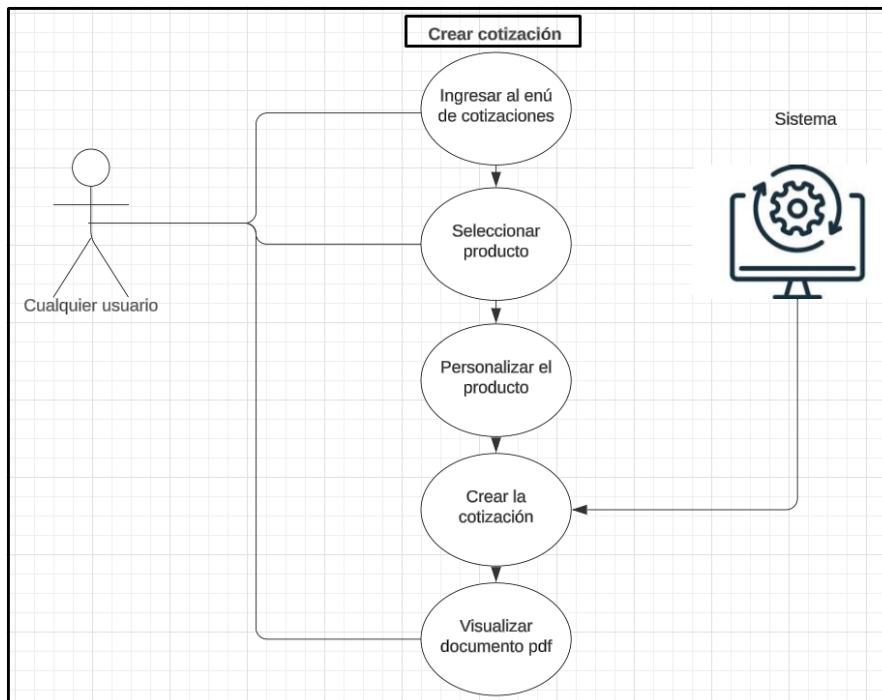 Crear cotización
Ingresar al enú
de cotizaciones
Sistema
Seleccionar
producto
Cualquier usuario
Personalizar el
producto
Crear la
cotización
Visualizar
documento pdf